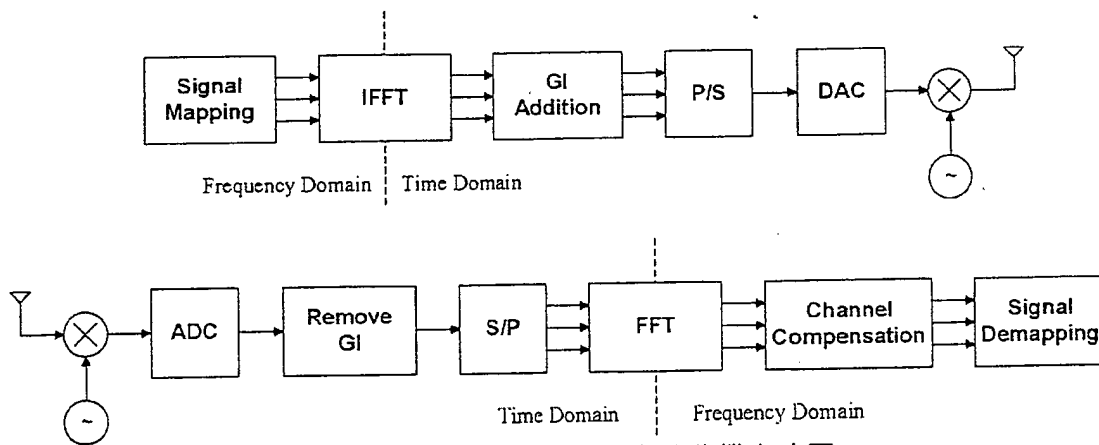 Signal
Mapping
IFFT
GI
Addition
P/S
DAC
~
Frequency Domain
Time Domain
ADC
Remove
GI
S/P
FFT
Channel
Compensation
Signal
Demapping
~
Time Domain
Frequency Domain